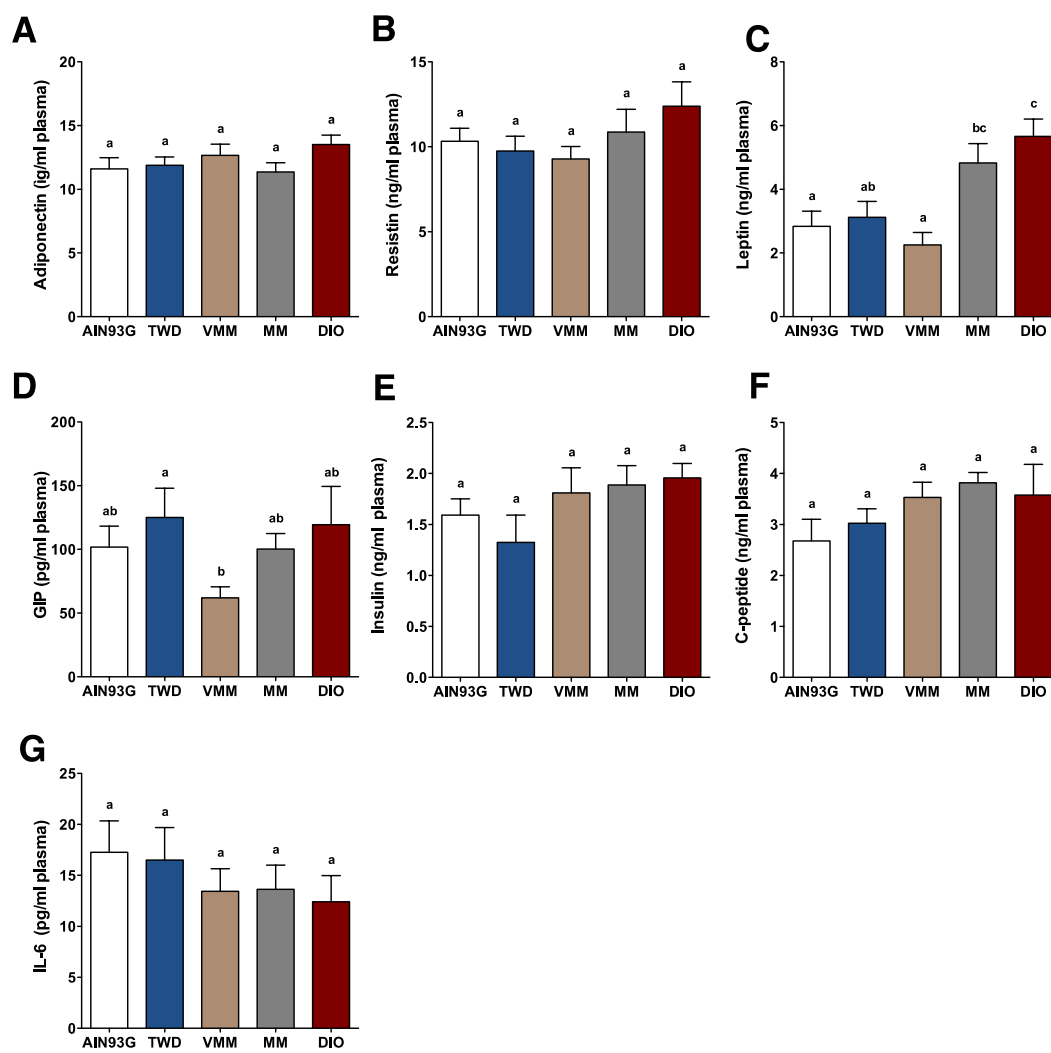 A
Adiponectin (ig/ml plasma)
20
15
10
5
0
a a a a a
AIN93G TWD VMM MM DIO
B
Resistin (ng/ml plasma)
15
10
5
0
a a a a a
AIN93G TWD VMM MM DIO
C
Leptin (ng/ml plasma)
8
6
4
2
0
a ab a bc c
AIN93G TWD VMM MM DIO
D
GIP (pg/ml plasma)
200
150
100
50
0
ab a b ab ab
AIN93G TWD VMM MM DIO
E
Insulin (ng/ml plasma)
2.5
2.0
1.5
1.0
0.5
0.0
a a a a a
AIN93G TWD VMM MM DIO
F
C-peptide (ng/ml plasma)
5
4
3
2
1
0
a a a a a
AIN93G TWD VMM MM DIO
G
IL-6 (pg/ml plasma)
25
20
15
10
5
0
a a a a a
AIN93G TWD VMM MM DIO